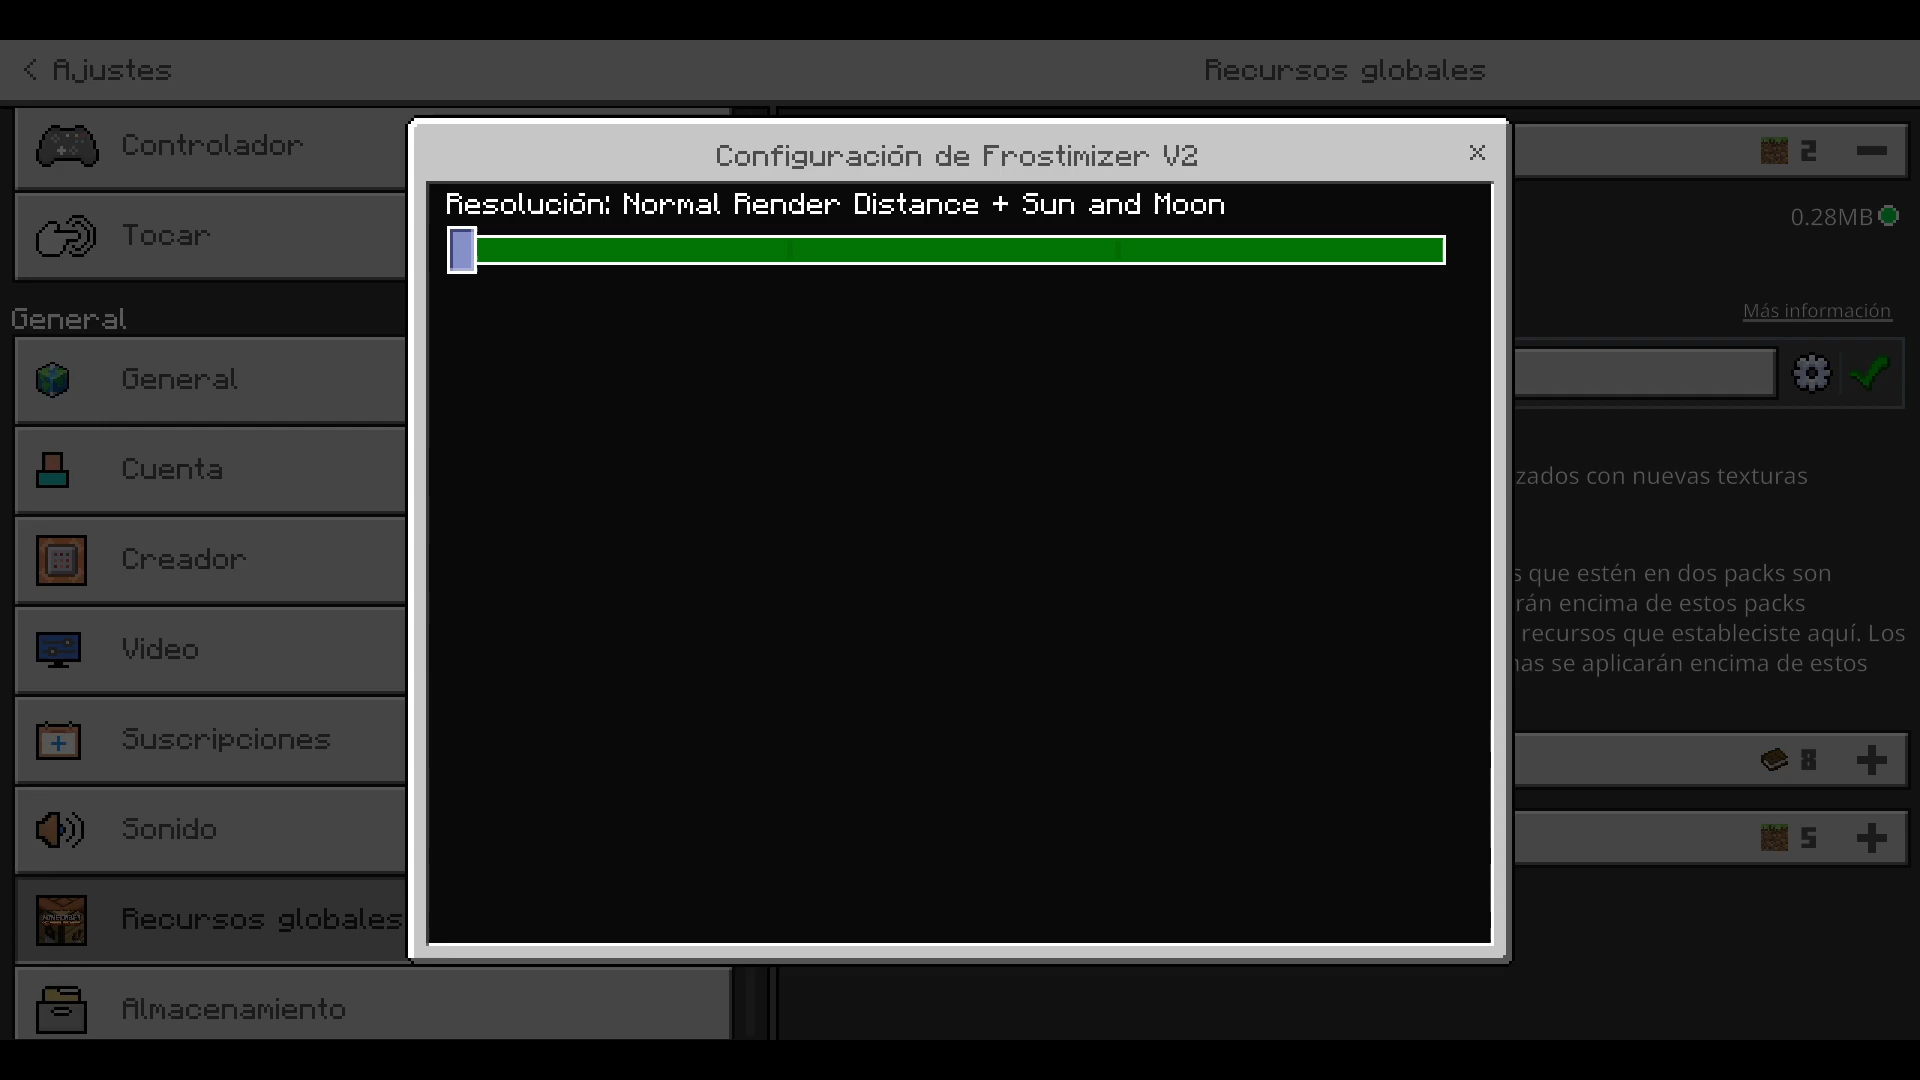 Ajustes
Recursos globales
Controlador
Tocar
General
General
Cuenta
Creador
Video
Suscripciones
Sonido
Recursos globales
Almacenamiento
Configuración de Frostimizer V2
Resolución: Normal Render Distance + Sun and Moon
2
0.28MB
Más información
zados con nuevas texturas
s que estén en dos packs son
rán encima de estos packs
recursos que estableciste aquí. Los
nas se aplicarán encima de estos
8
5